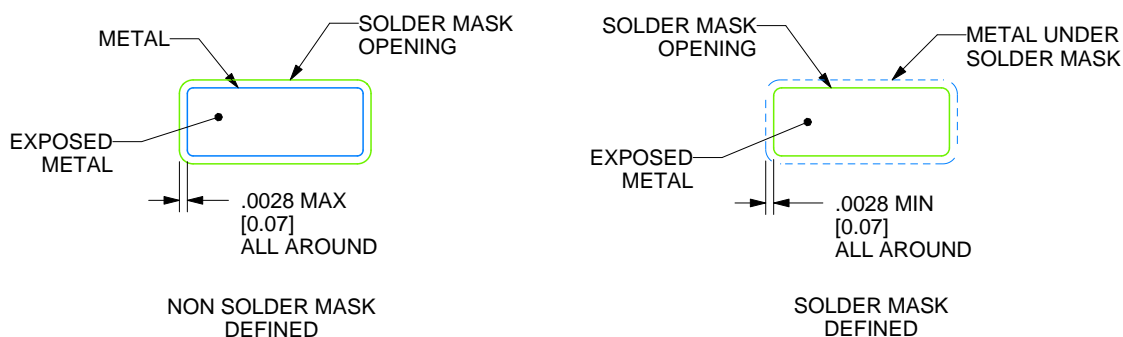 METAL
SOLDER MASK
OPENING
EXPOSED
METAL
.0028 MAX
[0.07]
ALL AROUND
NON SOLDER MASK
DEFINED
SOLDER MASK
OPENING
METAL UNDER
SOLDER MASK
EXPOSED
METAL
.0028 MIN
[0.07]
ALL AROUND
SOLDER MASK
DEFINED